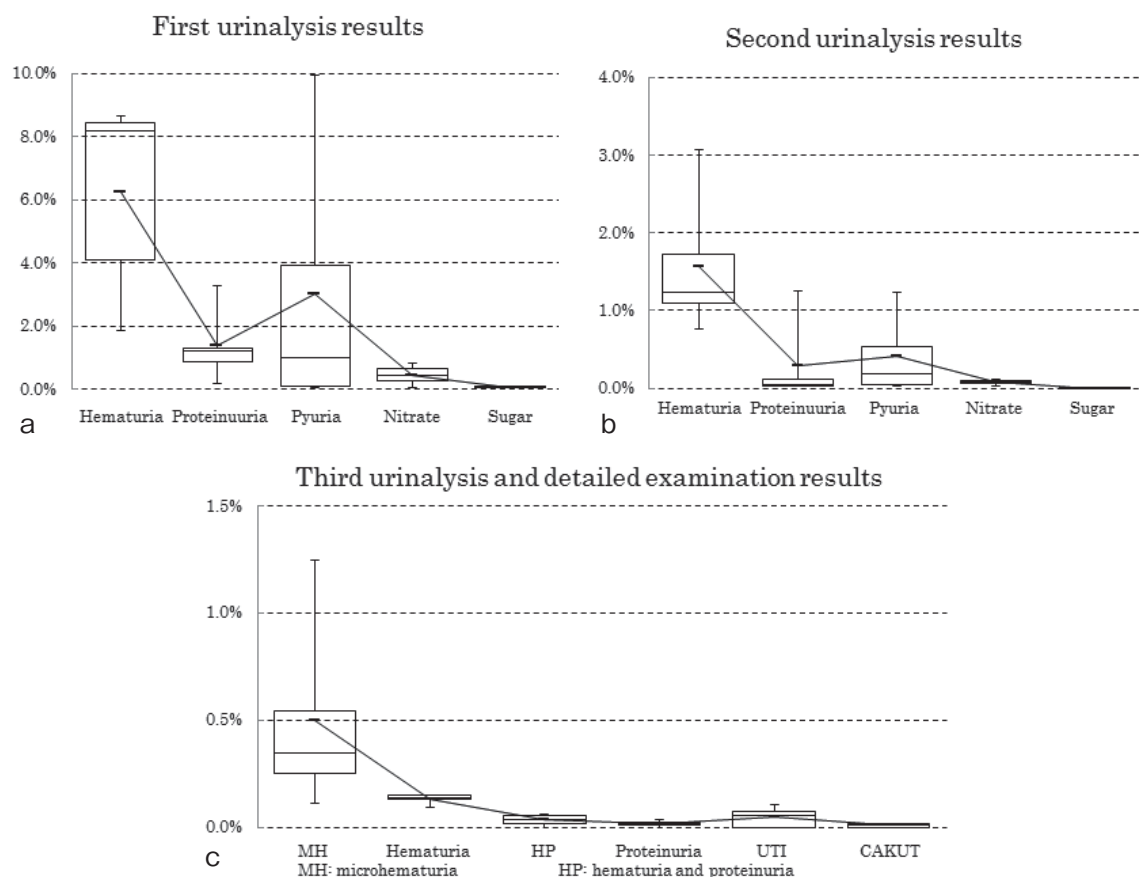 First urinalysis results
10.0%
8.0%
6.0%
4.0%
2.0%
0.0%
Hematuria Proteinuuria Pyuria Nitrate Sugar
a
Second urinalysis results
4.0%
3.0%
2.0%
1.0%
0.0%
Hematuria Proteinuuria Pyuria Nitrate Sugar
b
Third urinalysis and detailed examination results
1.5%
1.0%
0.5%
0.0%
MH Hematuria HP Proteinuria UTI CAKUT
MH: microhematuria HP: hematuria and proteinuria
c